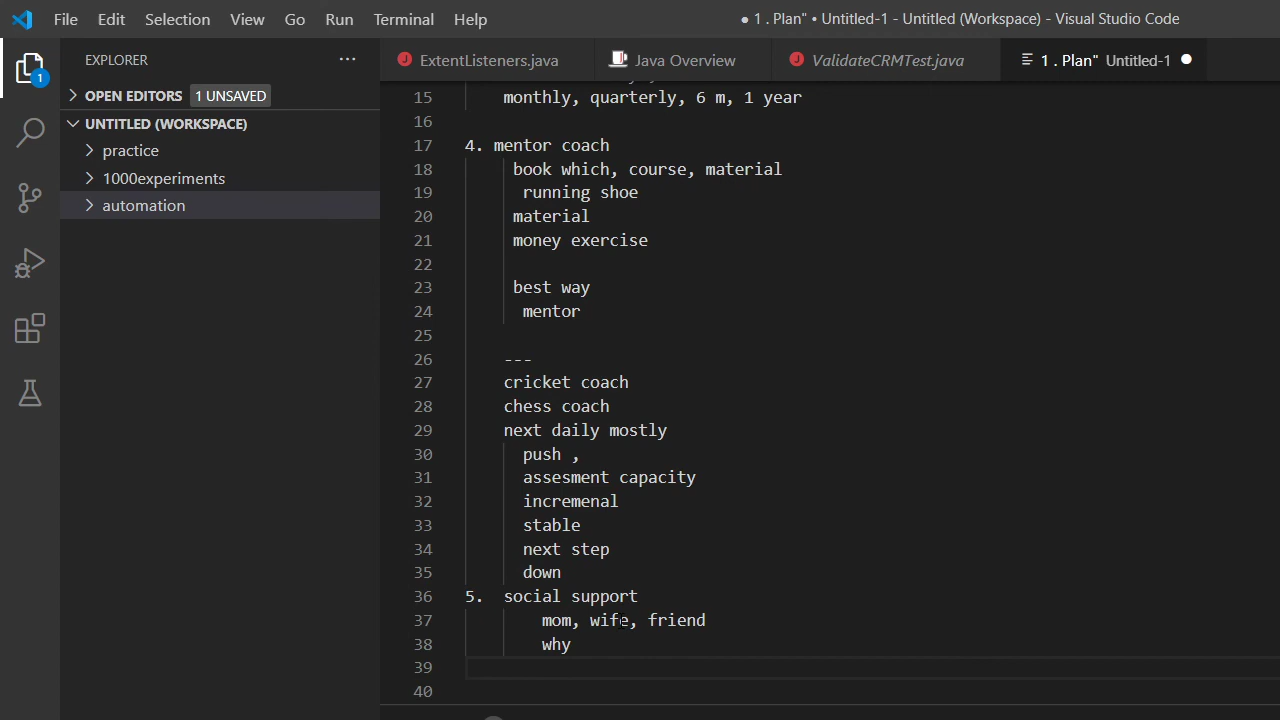 File Edit Selection View Go Run Terminal Help ● 1 . Plan" • Untitled-1 - Untitled (Workspace) - Visual Studio Code
EXPLORER ···
ExtentListeners.java Java Overview ValidateCRMTest.java 1 . Plan" Untitled-1 ●
1
OPEN EDITORS 1 UNSAVED
UNTITLED (WORKSPACE)
practice
1000experiments
automation
15 monthly, quarterly, 6 m, 1 year
16
17 4. mentor coach
18 book which, course, material
19 running shoe
20 material
21 money exercise
22
23 best way
24 mentor
25
26 ---
27 cricket coach
28 chess coach
29 next daily mostly
30 push ,
31 assesment capacity
32 incremenal
33 stable
34 next step
35 down
36 5. social support
37 mom, wife, friend
38 why
39
40